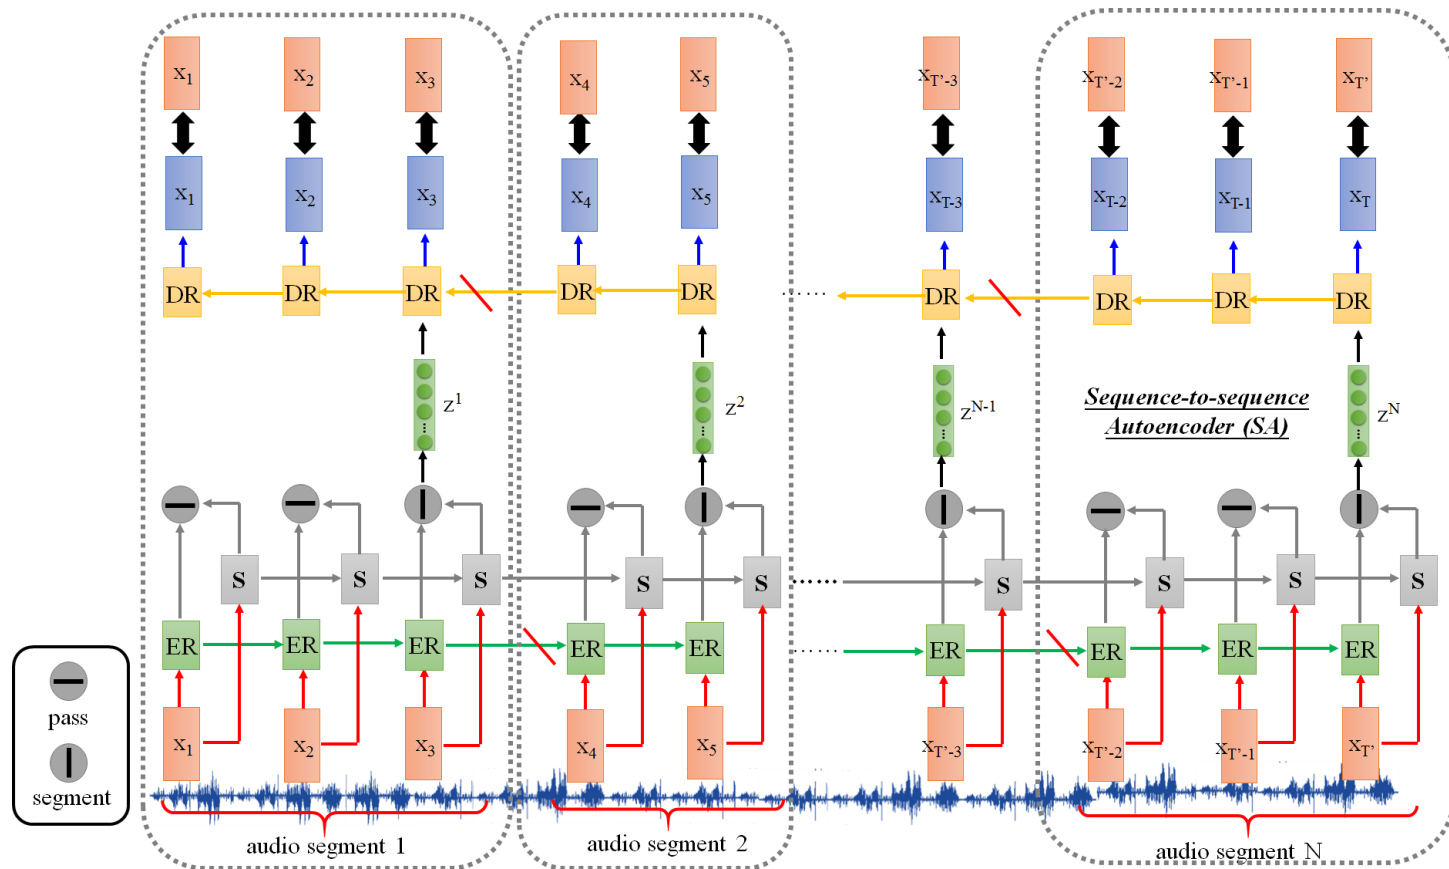 x1 x2 x3 x4 x5 xT'-3 xT'-2 xT'-1 xT'
x1 x2 x3 x4 x5 xT-3 xT-2 xT-1 xT
DR DR DR DR DR ...... DR DR DR DR
z1 z2 zN-1 zN
Sequence-to-sequence
Autoencoder (SA)
S S S S S ...... S S S S
ER ER ER ER ER ...... ER ER ER ER
x1 x2 x3 x4 x5 ...... xT'-3 xT'-2 xT'-1 xT'
pass
segment
audio segment 1 audio segment 2 audio segment N